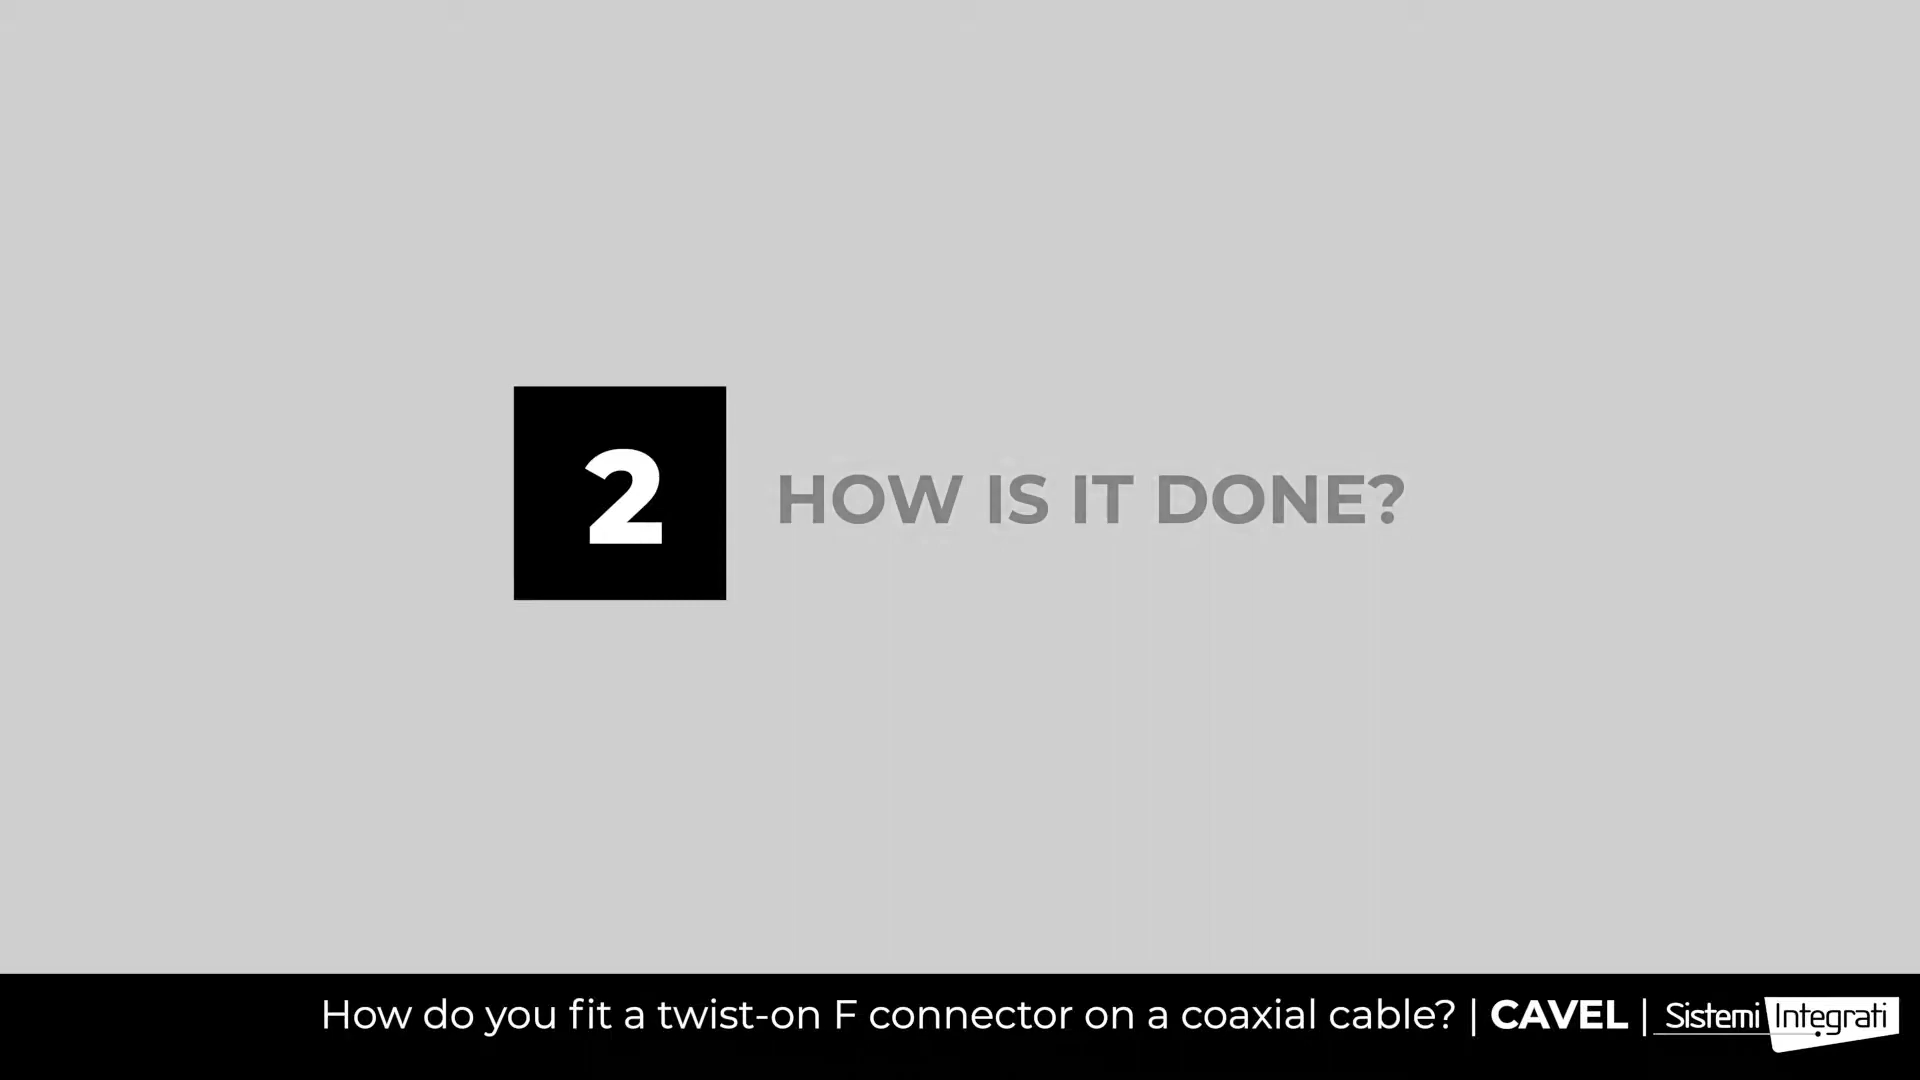 2 HOW IS IT DONE?
How do you fit a twist-on F connector on a coaxial cable? | CAVEL | Sistemi Integrati